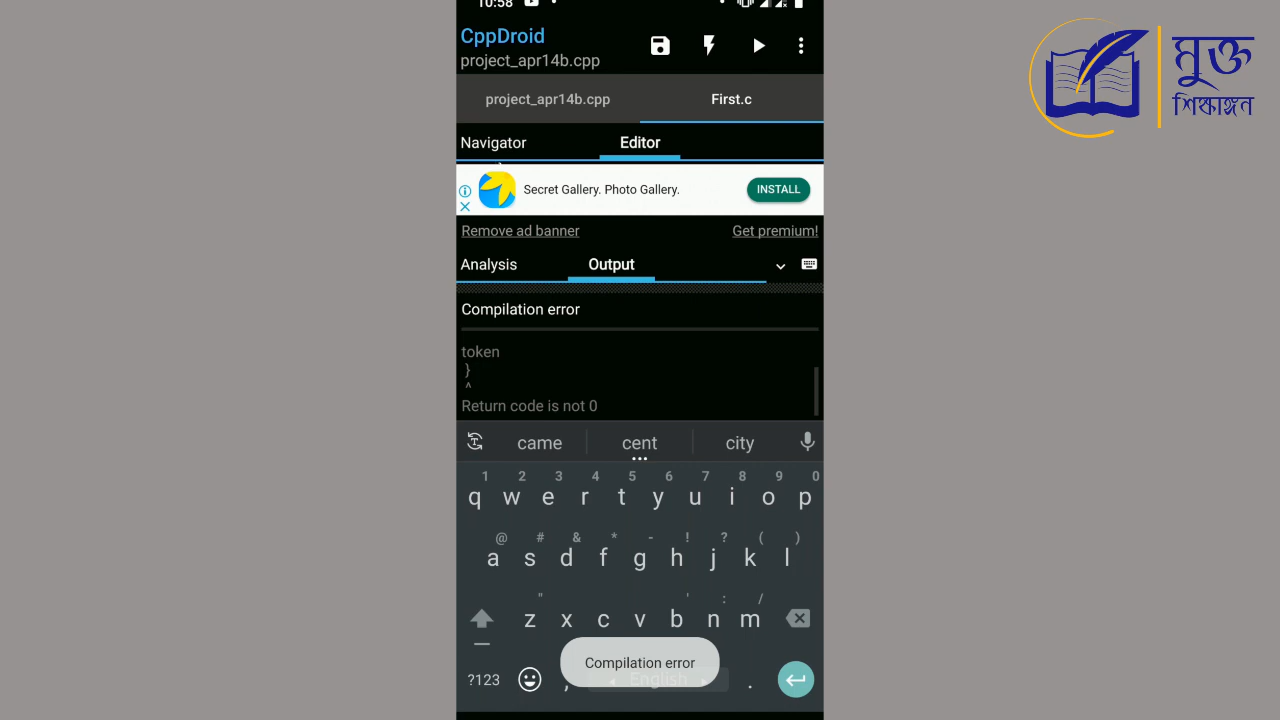 10:58
CppDroid
project_apr14b.cpp
project_apr14b.cpp First.c
Navigator Editor
Secret Gallery. Photo Gallery. INSTALL
Remove ad banner Get premium!
Analysis Output
Compilation error
token
}
^
Return code is not 0
came cent city
1 2 3 4 5 6 7 8 9 0
q w e r t y u i o p
@ # & * - ! ? ( )
a s d f g h j k l
" ' : /
z x c v b n m
Compilation error
?123 , English .
মুক্ত
শিক্ষাঙ্গন